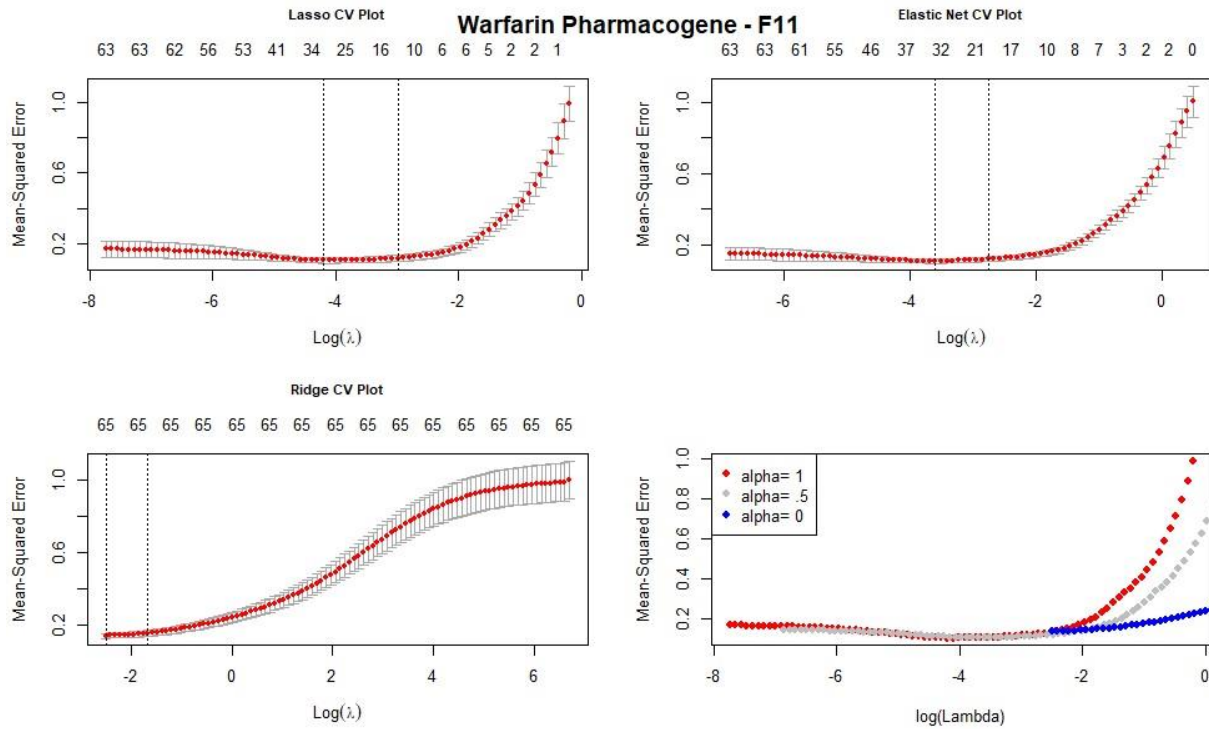 Warfarin Pharmacogene - F11
Lasso CV Plot
63 63 62 56 53 41 34 25 16 10 6 6 5 2 2 1
Mean-Squared Error
1.0
0.6
0.2
-8 -6 -4 -2 0
Log(λ)
Elastic Net CV Plot
63 63 61 55 46 37 32 21 17 10 8 7 3 2 2 0
Mean-Squared Error
1.0
0.6
0.2
-6 -4 -2 0
Log(λ)
Ridge CV Plot
65 65 65 65 65 65 65 65 65 65 65 65 65 65 65
Mean-Squared Error
1.0
0.6
0.2
-2 0 2 4 6
Log(λ)
Mean-Squared Error
1.0
0.8
0.6
0.4
0.2
alpha= 1
alpha= .5
alpha= 0
-8 -6 -4 -2 0
log(Lambda)